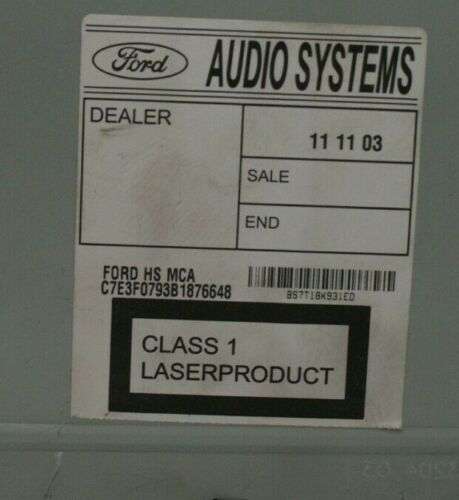 Ford AUDIO SYSTEMS
DEALER
11 11 03
SALE
END
FORD HS MCA
C7E3F0793B1876648
CLASS 1
LASERPRODUCT